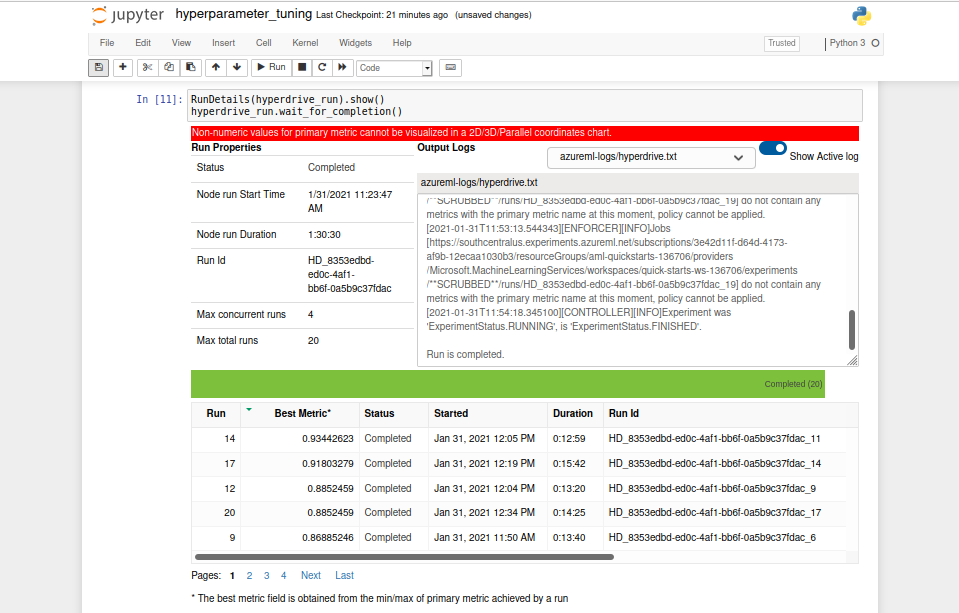 jupyter hyperparameter_tuning Last Checkpoint: 21 minutes ago (unsaved changes)
File Edit View Insert Cell Kernel Widgets Help Trusted Python 3
Run Code
In [11]: RunDetails(hyperdrive_run).show()
hyperdrive_run.wait_for_completion()
Non-numeric values for primary metric cannot be visualized in a 2D/3D/Parallel coordinates chart.
Run Properties
Status Completed
Node run Start Time 1/31/2021 11:23:47
AM
Node run Duration 1:30:30
Run Id HD_8353edbd-
ed0c-4af1-
bb6f-0a5b9c37fdac
Max concurrent runs 4
Max total runs 20
Output Logs
azureml-logs/hyperdrive.txt
Show Active log
azureml-logs/hyperdrive.txt
/**SCRUBBED**/runs/HD_8353edbd-ed0c-4af1-bb6f-0a5b9c37fdac_19] do not contain any
metrics with the primary metric name at this moment, policy cannot be applied.
[2021-01-31T11:53:13.544343][ENFORCER][INFO]Jobs
[https://southcentralus.experiments.azureml.net/subscriptions/3e42d11f-d64d-4173-
af9b-12ecaa1030b3/resourceGroups/aml-quickstarts-136706/providers
/Microsoft.MachineLearningServices/workspaces/quick-starts-ws-136706/experiments
/**SCRUBBED**/runs/HD_8353edbd-ed0c-4af1-bb6f-0a5b9c37fdac_19] do not contain any
metrics with the primary metric name at this moment, policy cannot be applied.
[2021-01-31T11:54:18.345100][CONTROLLER][INFO]Experiment was
'ExperimentStatus.RUNNING', is 'ExperimentStatus.FINISHED'.
Run is completed.
Completed (20)
Run Best Metric* Status Started Duration Run Id
14 0.93442623 Completed Jan 31, 2021 12:05 PM 0:12:59 HD_8353edbd-ed0c-4af1-bb6f-0a5b9c37fdac_11
17 0.91803279 Completed Jan 31, 2021 12:19 PM 0:15:42 HD_8353edbd-ed0c-4af1-bb6f-0a5b9c37fdac_14
12 0.8852459 Completed Jan 31, 2021 12:04 PM 0:13:20 HD_8353edbd-ed0c-4af1-bb6f-0a5b9c37fdac_9
20 0.8852459 Completed Jan 31, 2021 12:34 PM 0:14:25 HD_8353edbd-ed0c-4af1-bb6f-0a5b9c37fdac_17
9 0.86885246 Completed Jan 31, 2021 11:50 AM 0:13:40 HD_8353edbd-ed0c-4af1-bb6f-0a5b9c37fdac_6
Pages: 1 2 3 4 Next Last
* The best metric field is obtained from the min/max of primary metric achieved by a run